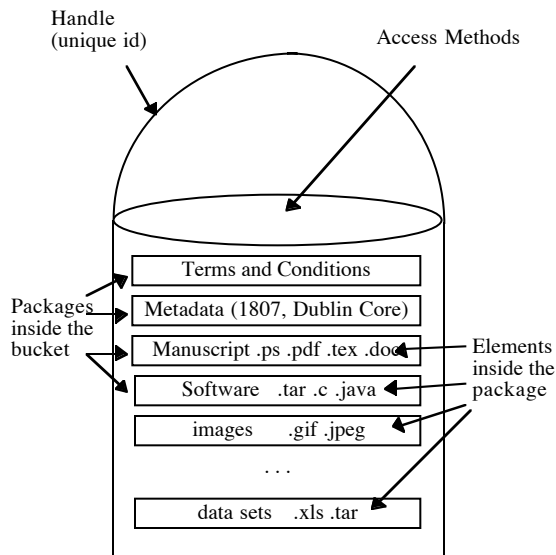 Handle
(unique id)
Access Methods
Terms and Conditions
Metadata (1807, Dublin Core)
Packages
inside the
bucket
Manuscript .ps .pdf .tex .doc
Elements
inside the
package
Software .tar .c .java
images .gif .jpeg
. . .
data sets .xls .tar